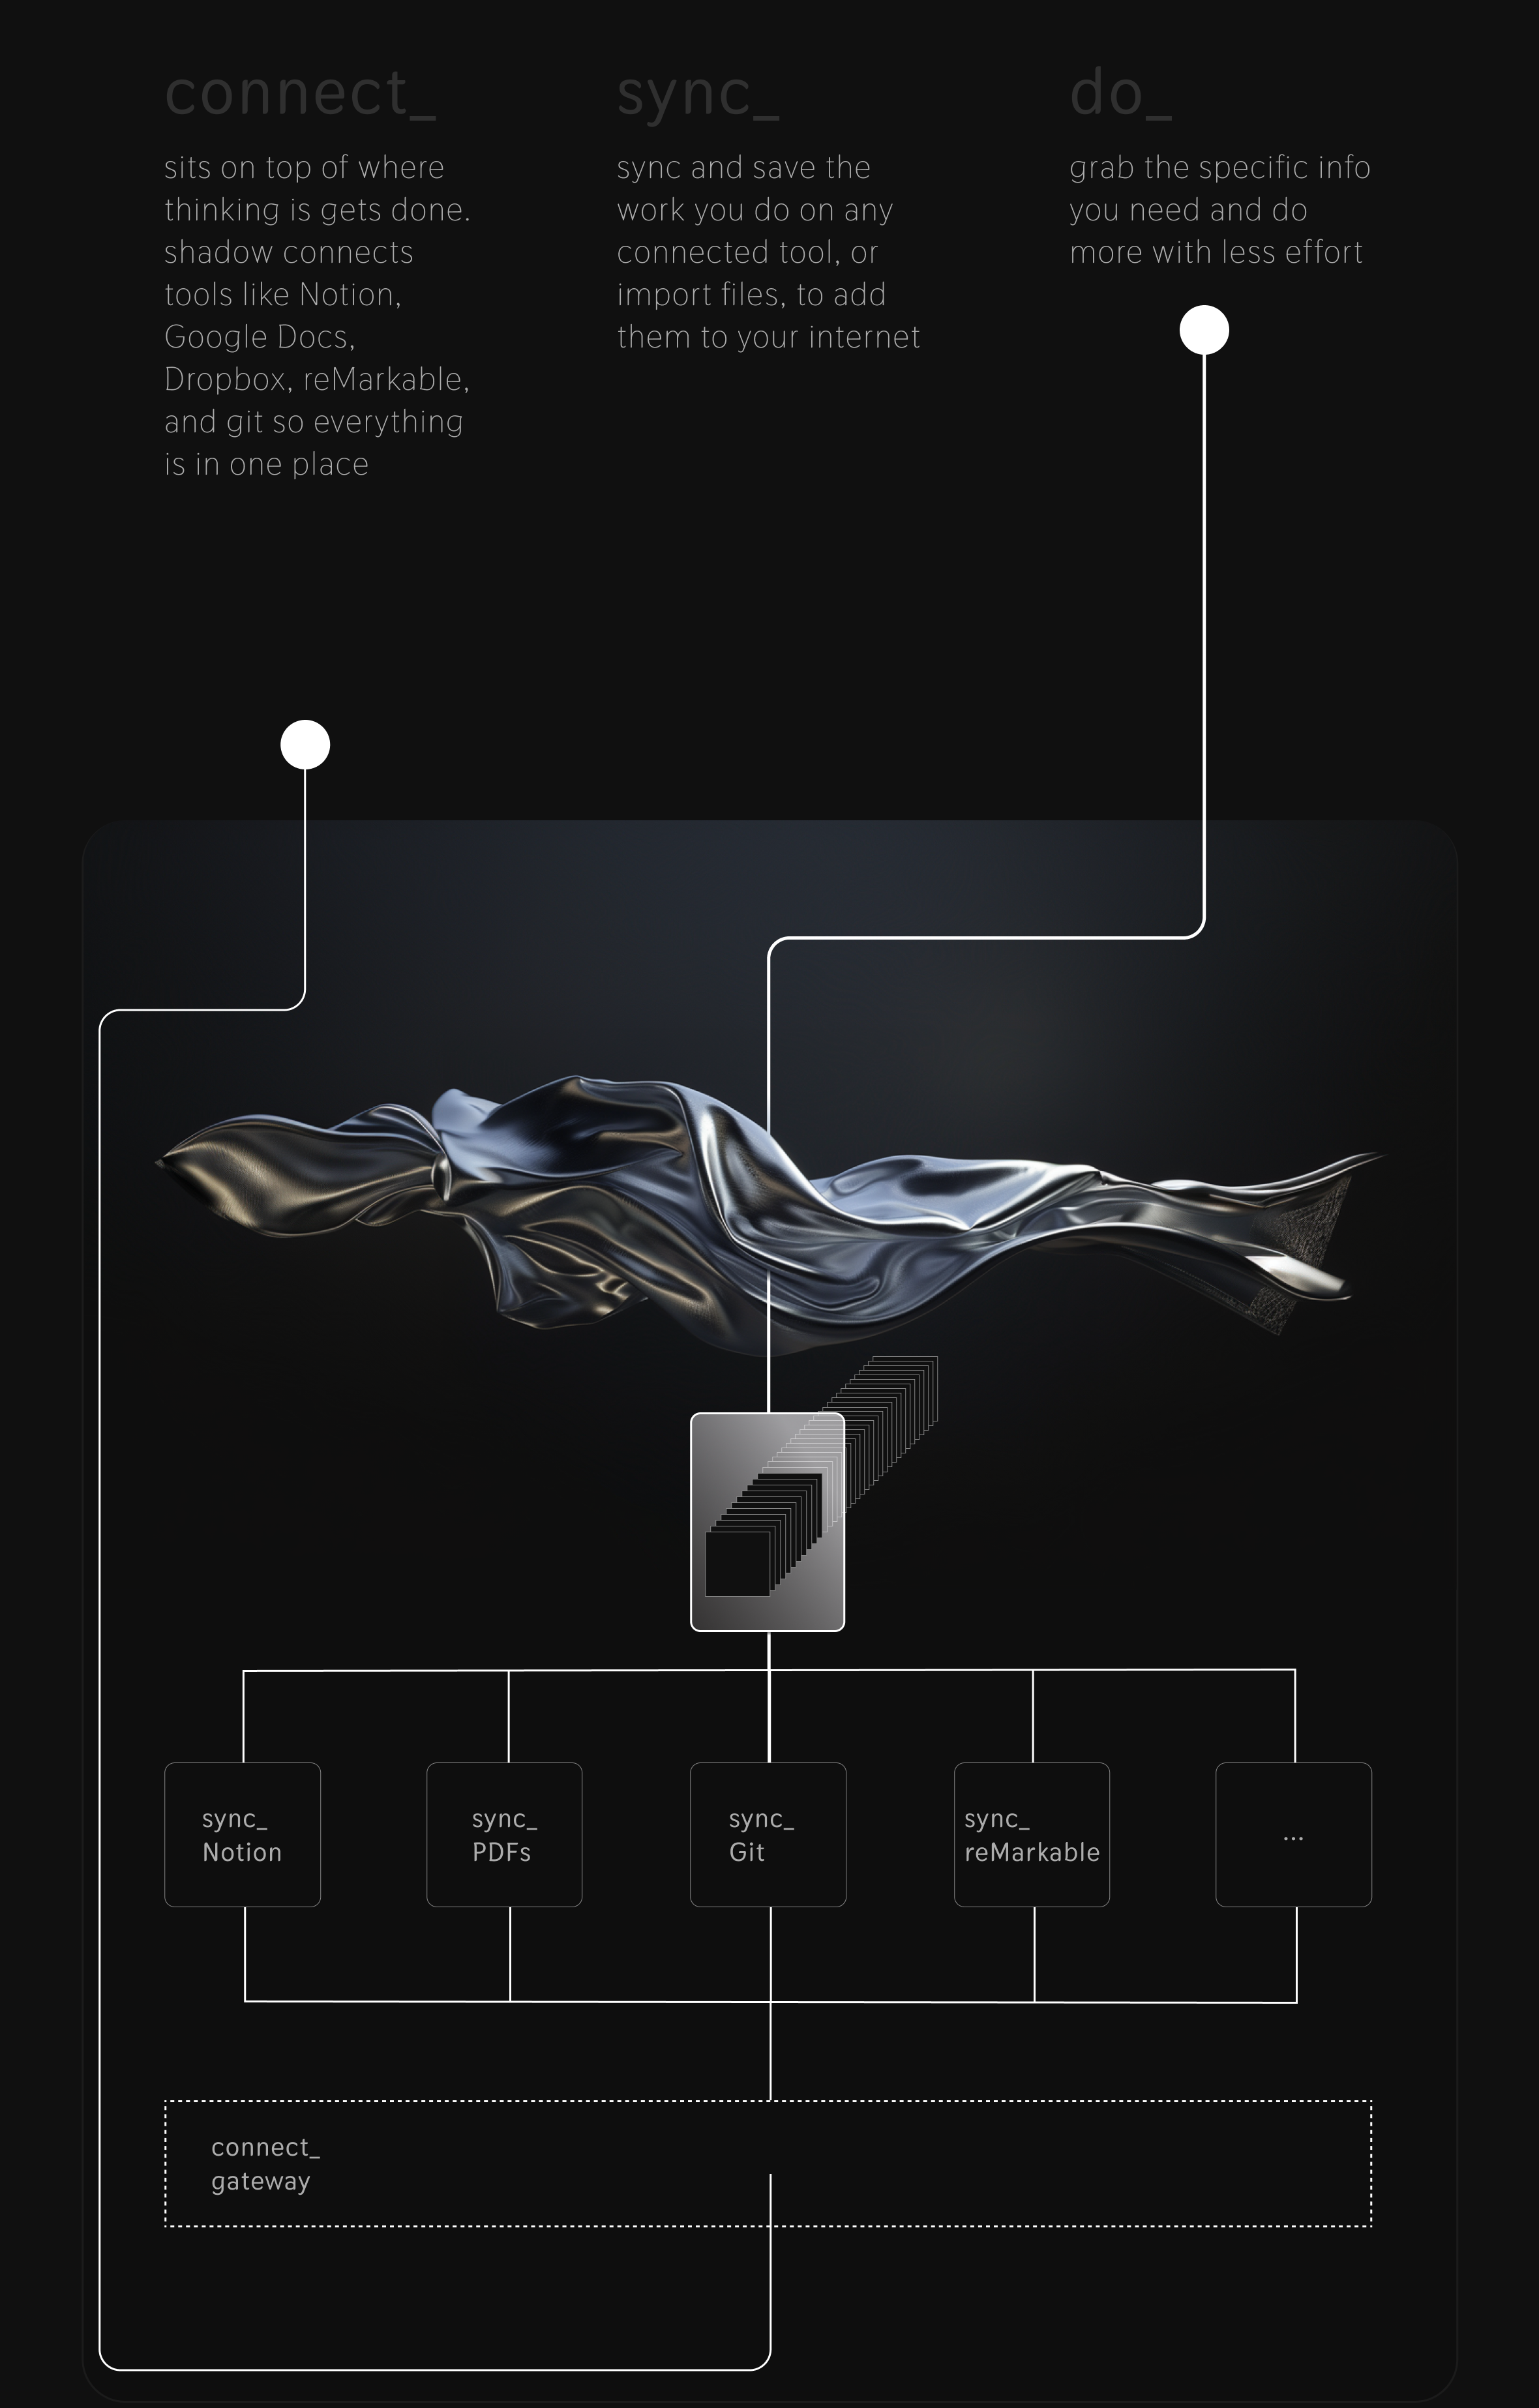 connect_
sits on top of where
thinking is gets done.
shadow connects
tools like Notion,
Google Docs,
Dropbox, reMarkable,
and git so everything
is in one place
sync_
sync and save the
work you do on any
connected tool, or
import files, to add
them to your internet
do_
grab the specific info
you need and do
more with less effort
sync_
Notion
sync_
PDFs
sync_
Git
sync_
reMarkable
...
connect_
gateway